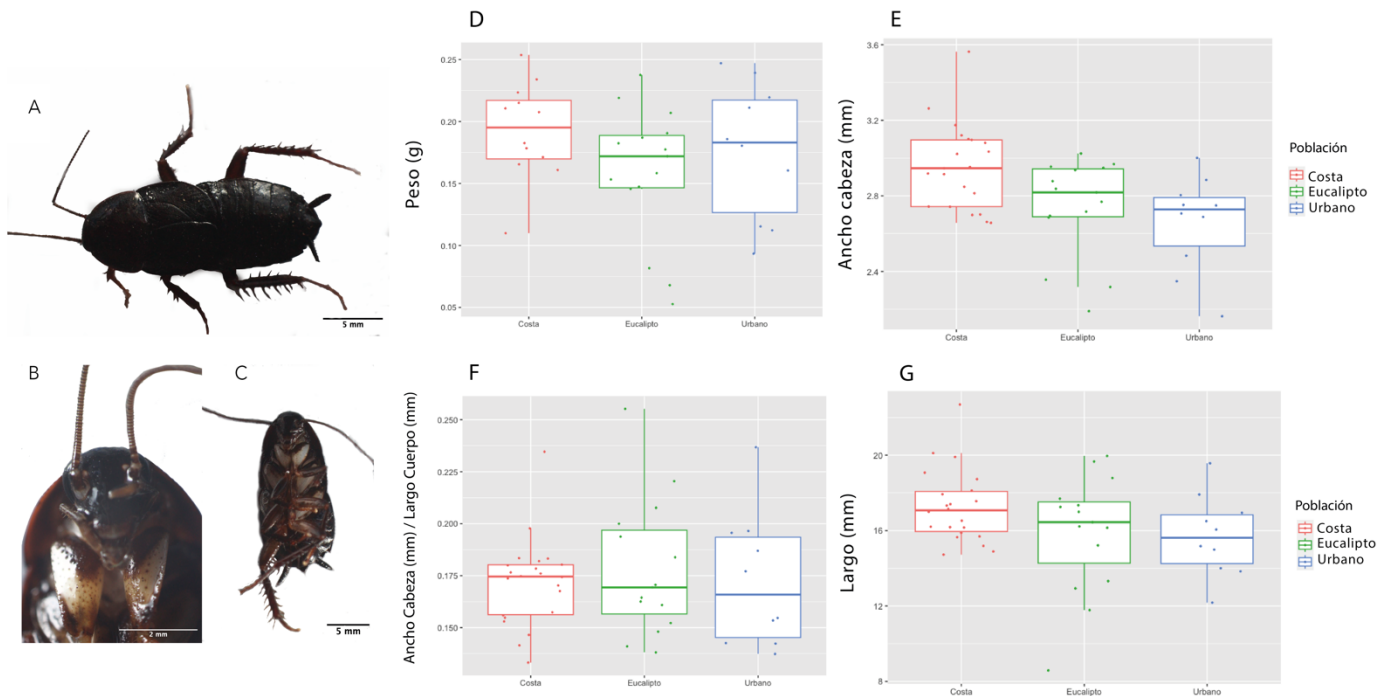 A
5 mm
B
2 mm
C
5 mm
D
Peso (g)
0.25
0.20
0.15
0.10
0.05
Costa
Eucalipto
Urbano
E
Ancho cabeza (mm)
3.6
3.2
2.8
2.4
Costa
Eucalipto
Urbano
Población
Costa
Eucalipto
Urbano
F
Ancho Cabeza (mm) / Largo Cuerpo (mm)
0.250
0.225
0.200
0.175
0.150
Costa
Eucalipto
Urbano
G
Largo (mm)
20
16
12
8
Costa
Eucalipto
Urbano
Población
Costa
Eucalipto
Urbano